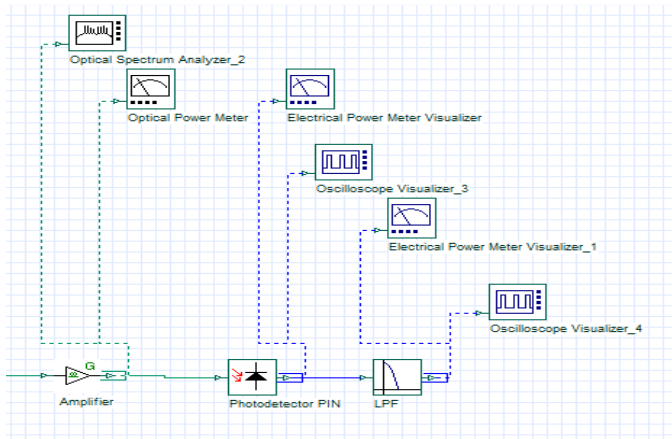 Optical Spectrum Analyzer_2
Optical Power Meter
Electrical Power Meter Visualizer
Oscilloscope Visualizer_3
Electrical Power Meter Visualizer_1
Oscilloscope Visualizer_4
G
Amplifier
Photodetector PIN
LPF